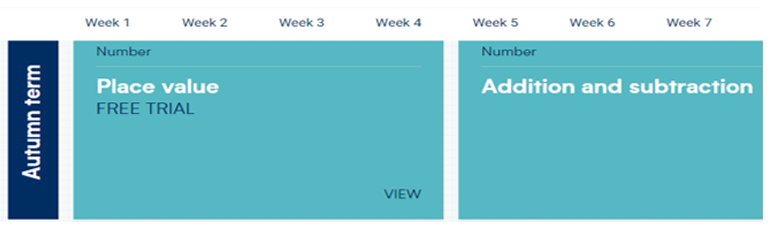 Week 1 Week 2 Week 3 Week 4 Week 5 Week 6 Week 7
Autumn term
Number
Place value
FREE TRIAL
VIEW
Number
Addition and subtraction